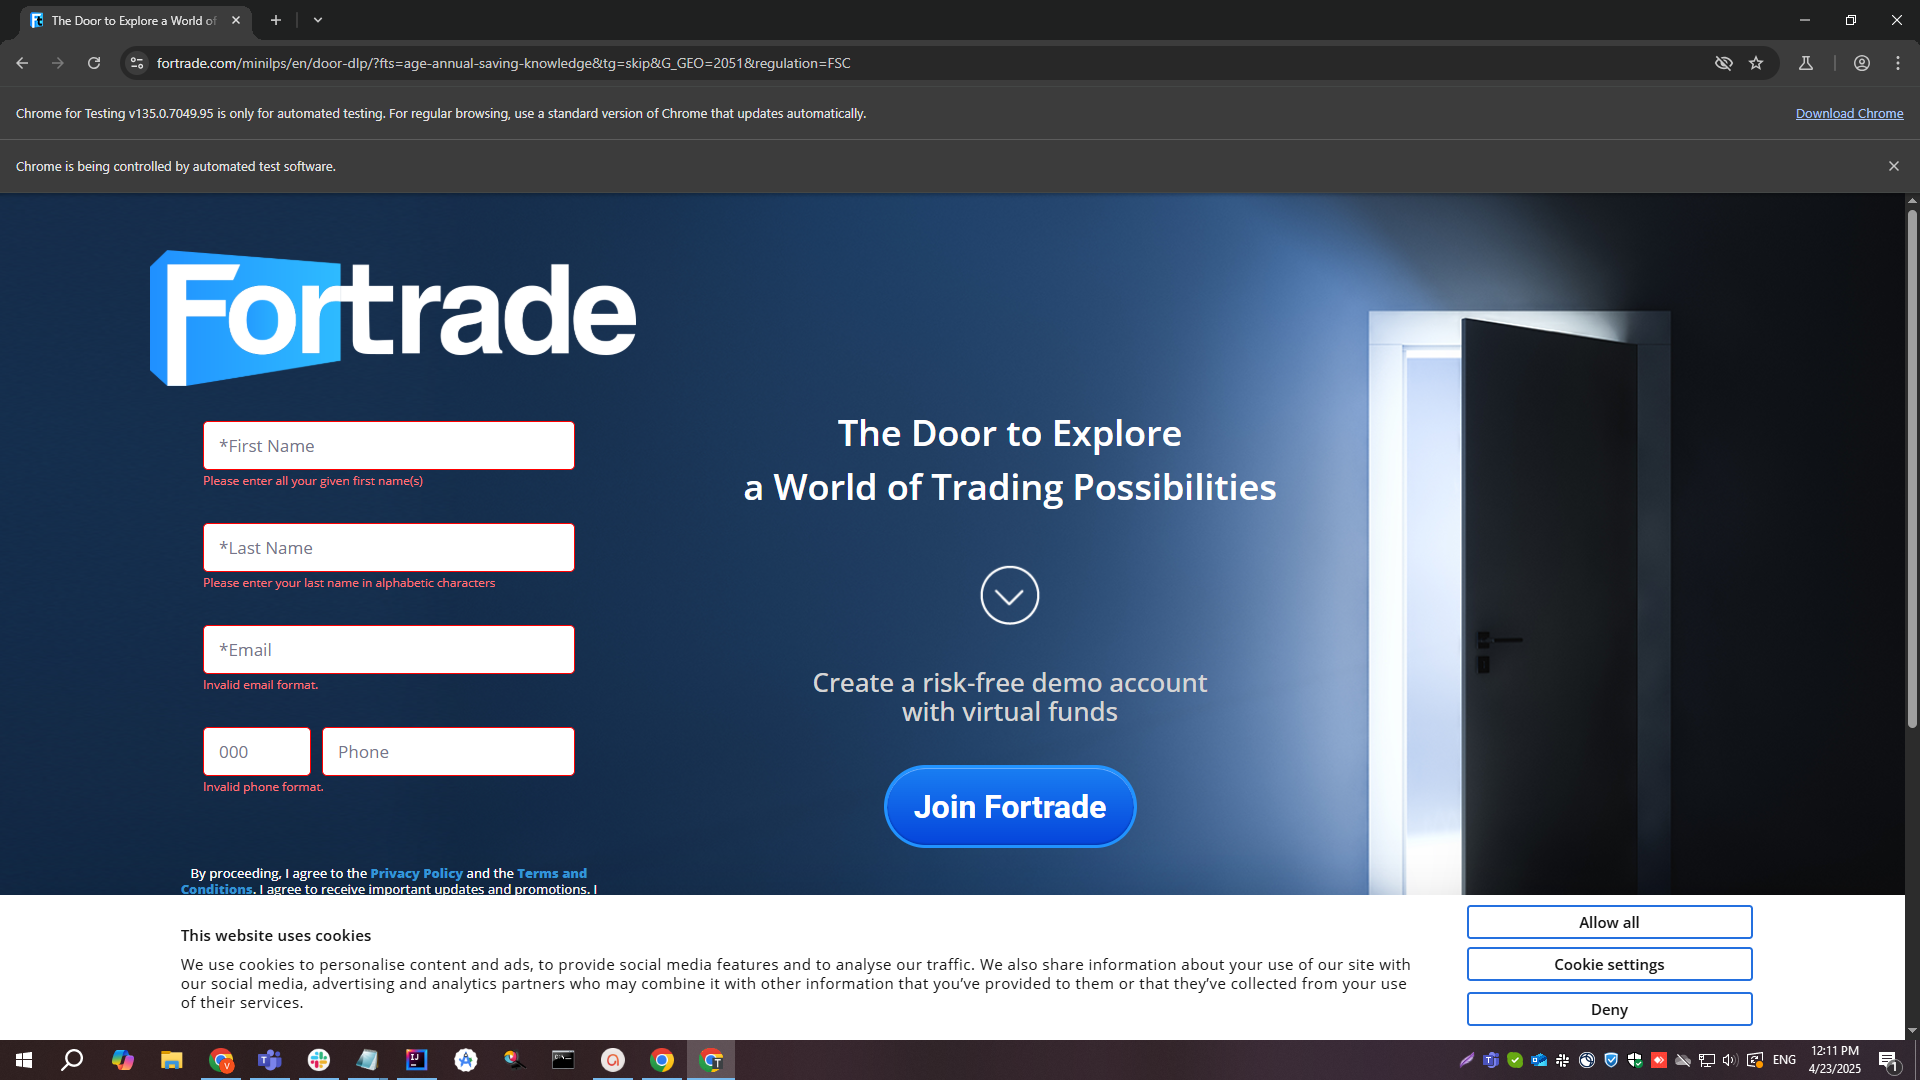 The Door to Explore a World of
fortrade.com/minilps/en/door-dlp/?fts=age-annual-saving-knowledge&tg=skip&G_GEO=2051&regulation=FSC
Chrome for Testing v135.0.7049.95 is only for automated testing. For regular browsing, use a standard version of Chrome that updates automatically.
Download Chrome
Chrome is being controlled by automated test software.
Fortrade
*First Name
Please enter all your given first name(s)
*Last Name
Please enter your last name in alphabetic characters
*Email
Invalid email format.
000
Phone
Invalid phone format.
By proceeding, I agree to the Privacy Policy and the Terms and
Conditions. I agree to receive important updates and promotions. I
The Door to Explore
a World of Trading Possibilities
Create a risk-free demo account
with virtual funds
Join Fortrade
This website uses cookies
We use cookies to personalise content and ads, to provide social media features and to analyse our traffic. We also share information about your use of our site with
our social media, advertising and analytics partners who may combine it with other information that you've provided to them or that they've collected from your use
of their services.
Allow all
Cookie settings
Deny
ENG
12:11 PM
4/23/2025
1